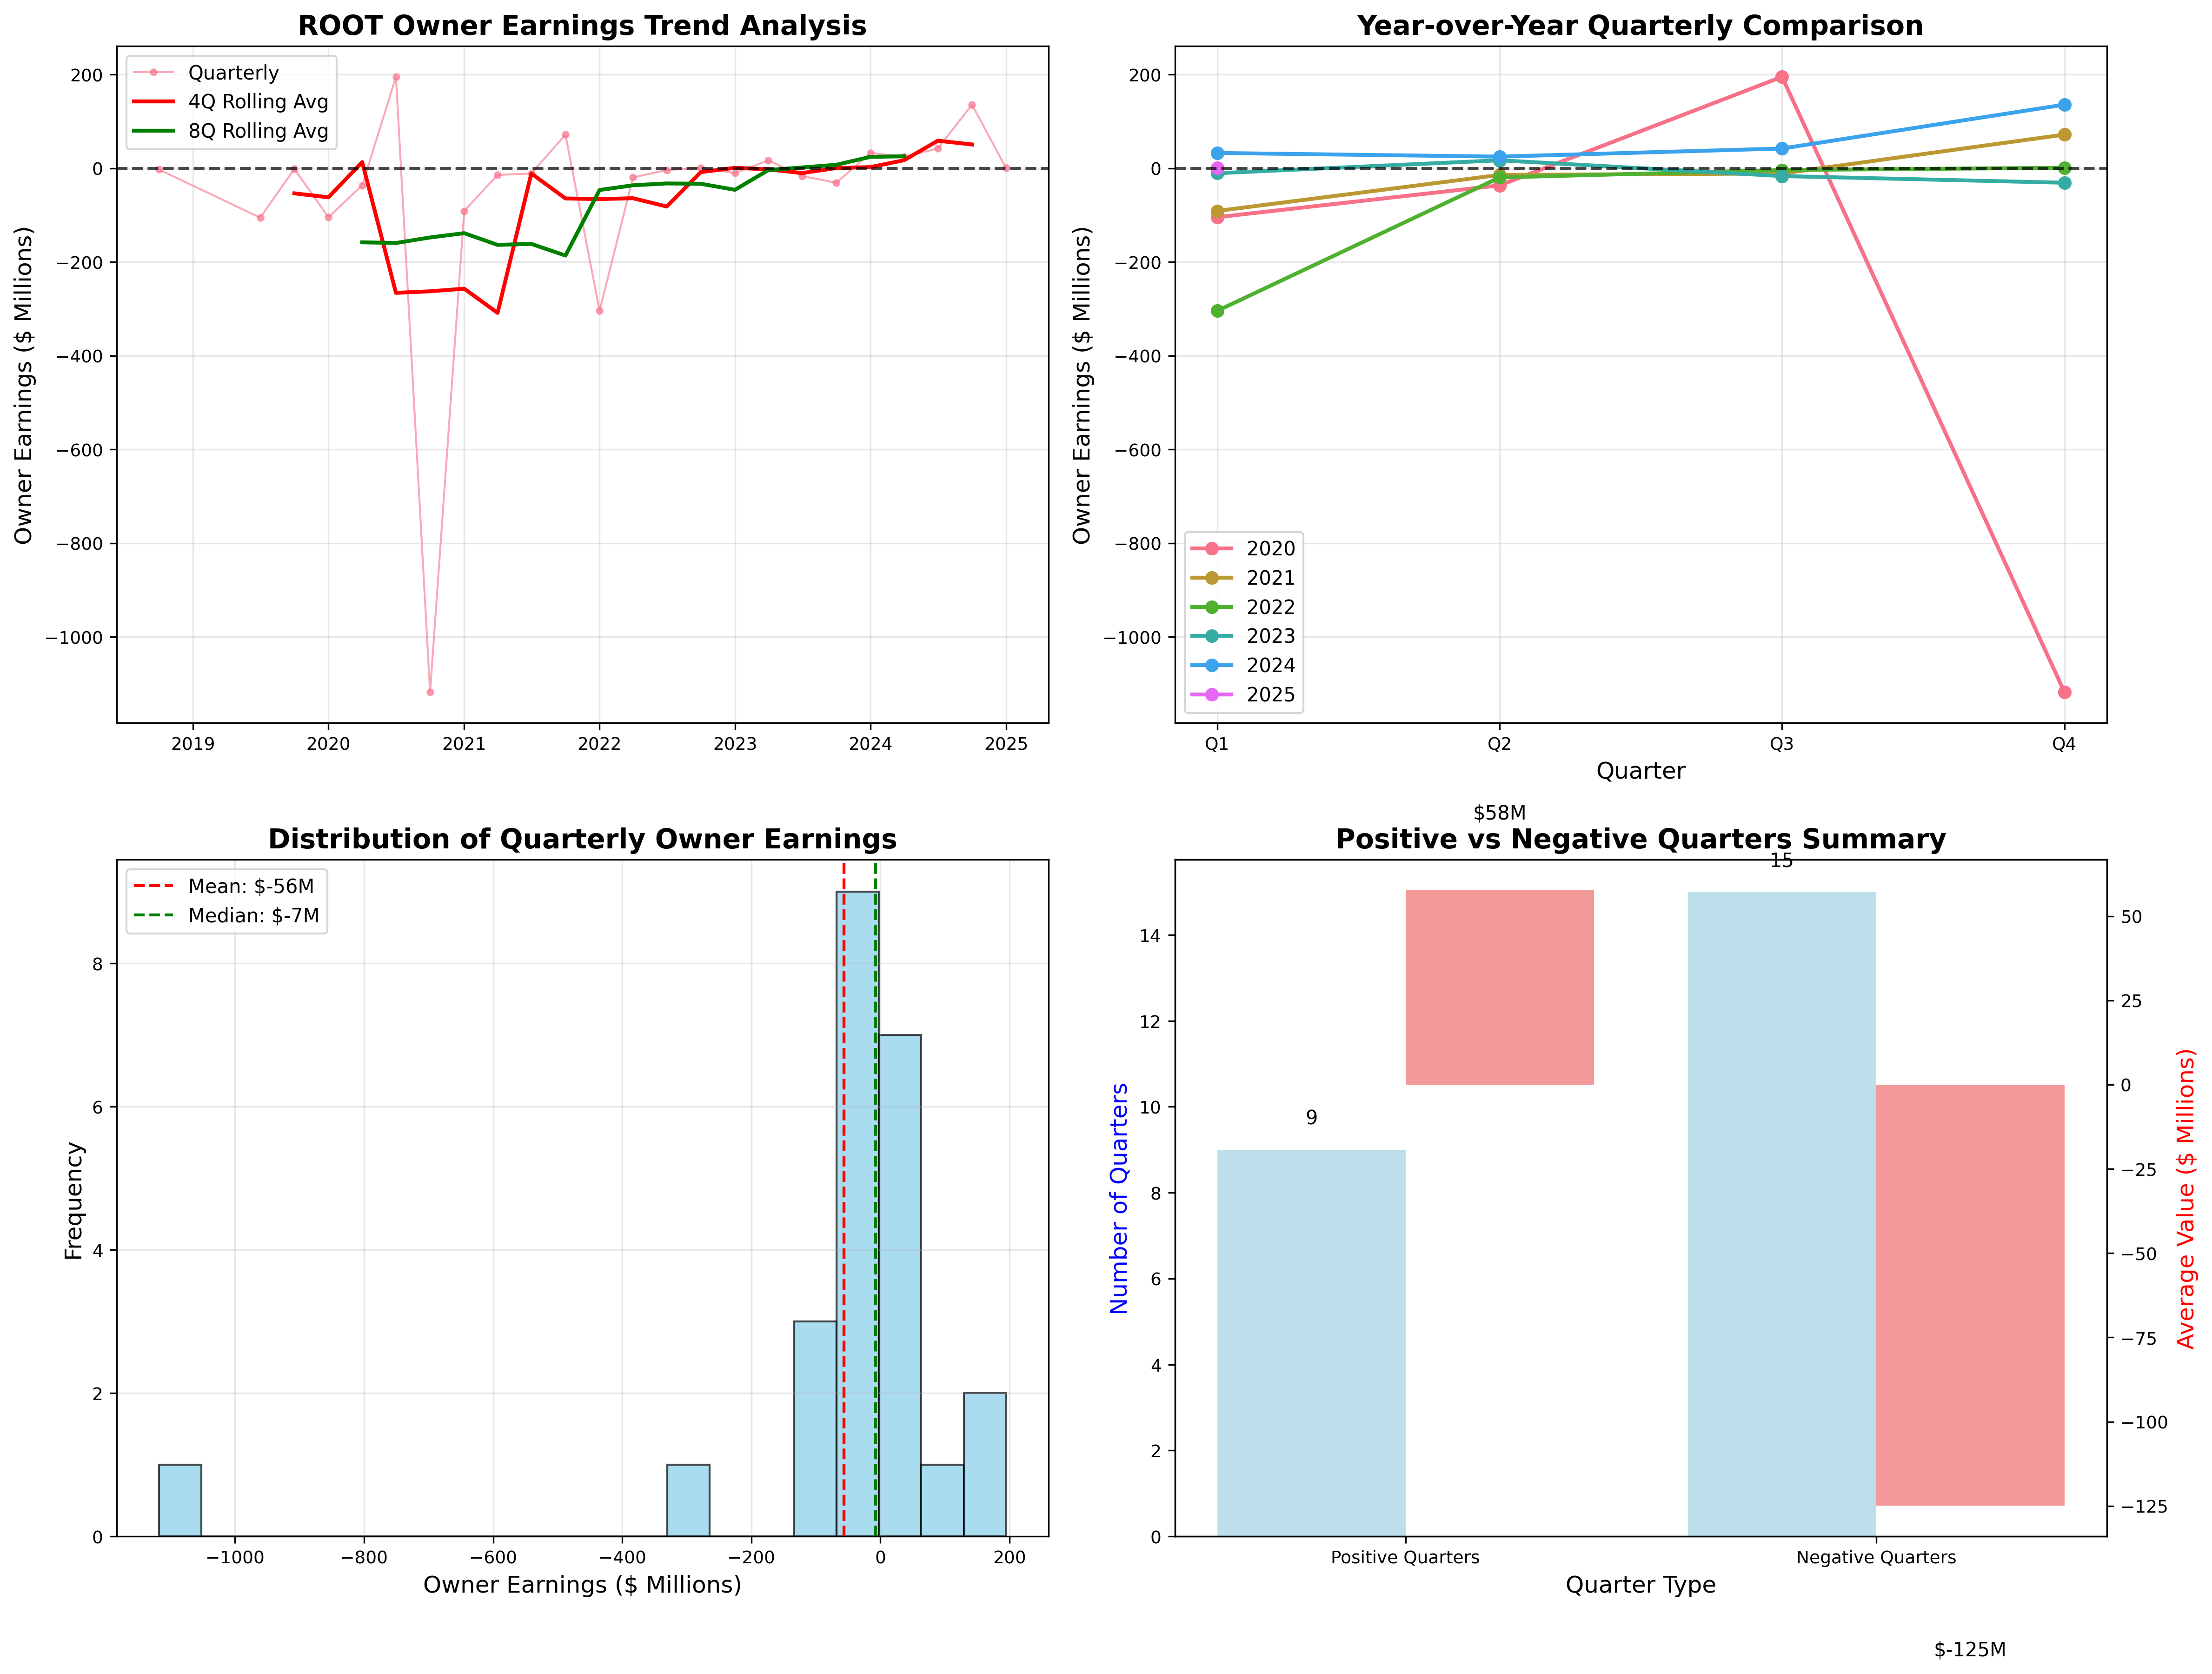 ROOT Owner Earnings Trend Analysis
Quarterly
4Q Rolling Avg
8Q Rolling Avg
Owner Earnings ($ Millions)
200
0
−200
−400
−600
−800
−1000
2019 2020 2021 2022 2023 2024 2025
Year-over-Year Quarterly Comparison
Owner Earnings ($ Millions)
200
0
−200
−400
−600
−800
−1000
2020
2021
2022
2023
2024
2025
Q1 Q2 Q3 Q4
Quarter
Distribution of Quarterly Owner Earnings
Mean: $-56M
Median: $-7M
Frequency
8
6
4
2
0
−1000 −800 −600 −400 −200 0 200
Owner Earnings ($ Millions)
$58M
Positive vs Negative Quarters Summary
15
9
Number of Quarters
14
12
10
8
6
4
2
0
50
25
0
−25
−50
−75
−100
−125
Average Value ($ Millions)
Positive Quarters Negative Quarters
Quarter Type
$-125M